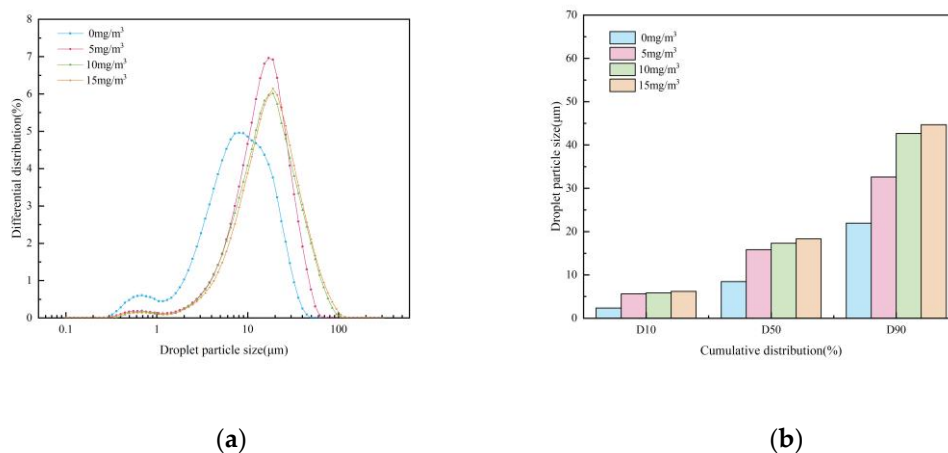 8
7
6
5
4
3
2
1
0
Differential distribution(%)
0mg/m³
5mg/m³
10mg/m³
15mg/m³
0.1 1 10 100
Droplet particle size(μm)
(a)
70
60
50
40
30
20
10
0
Droplet particle size(μm)
0mg/m³
5mg/m³
10mg/m³
15mg/m³
D10 D50 D90
Cumulative distribution(%)
(b)